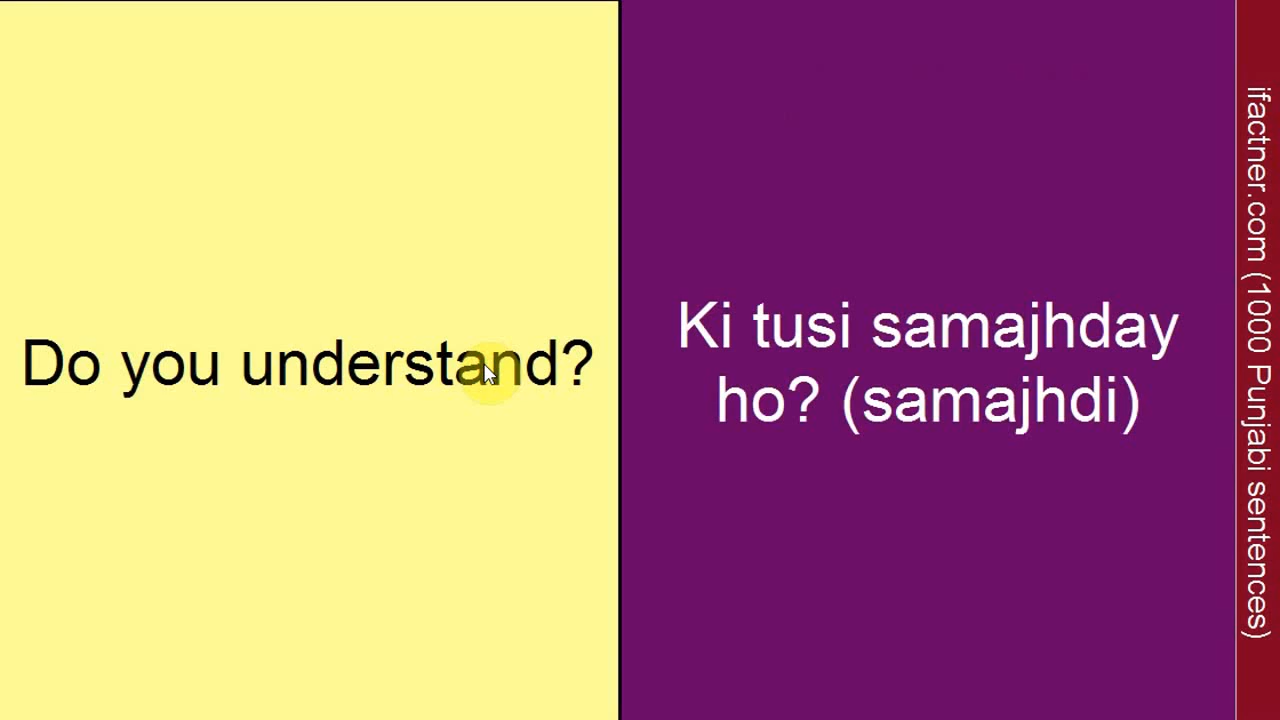 Do you understand?
Ki tusi samajhday
ho? (samajhdi)
ifactner.com (1000 Punjabi sentences)